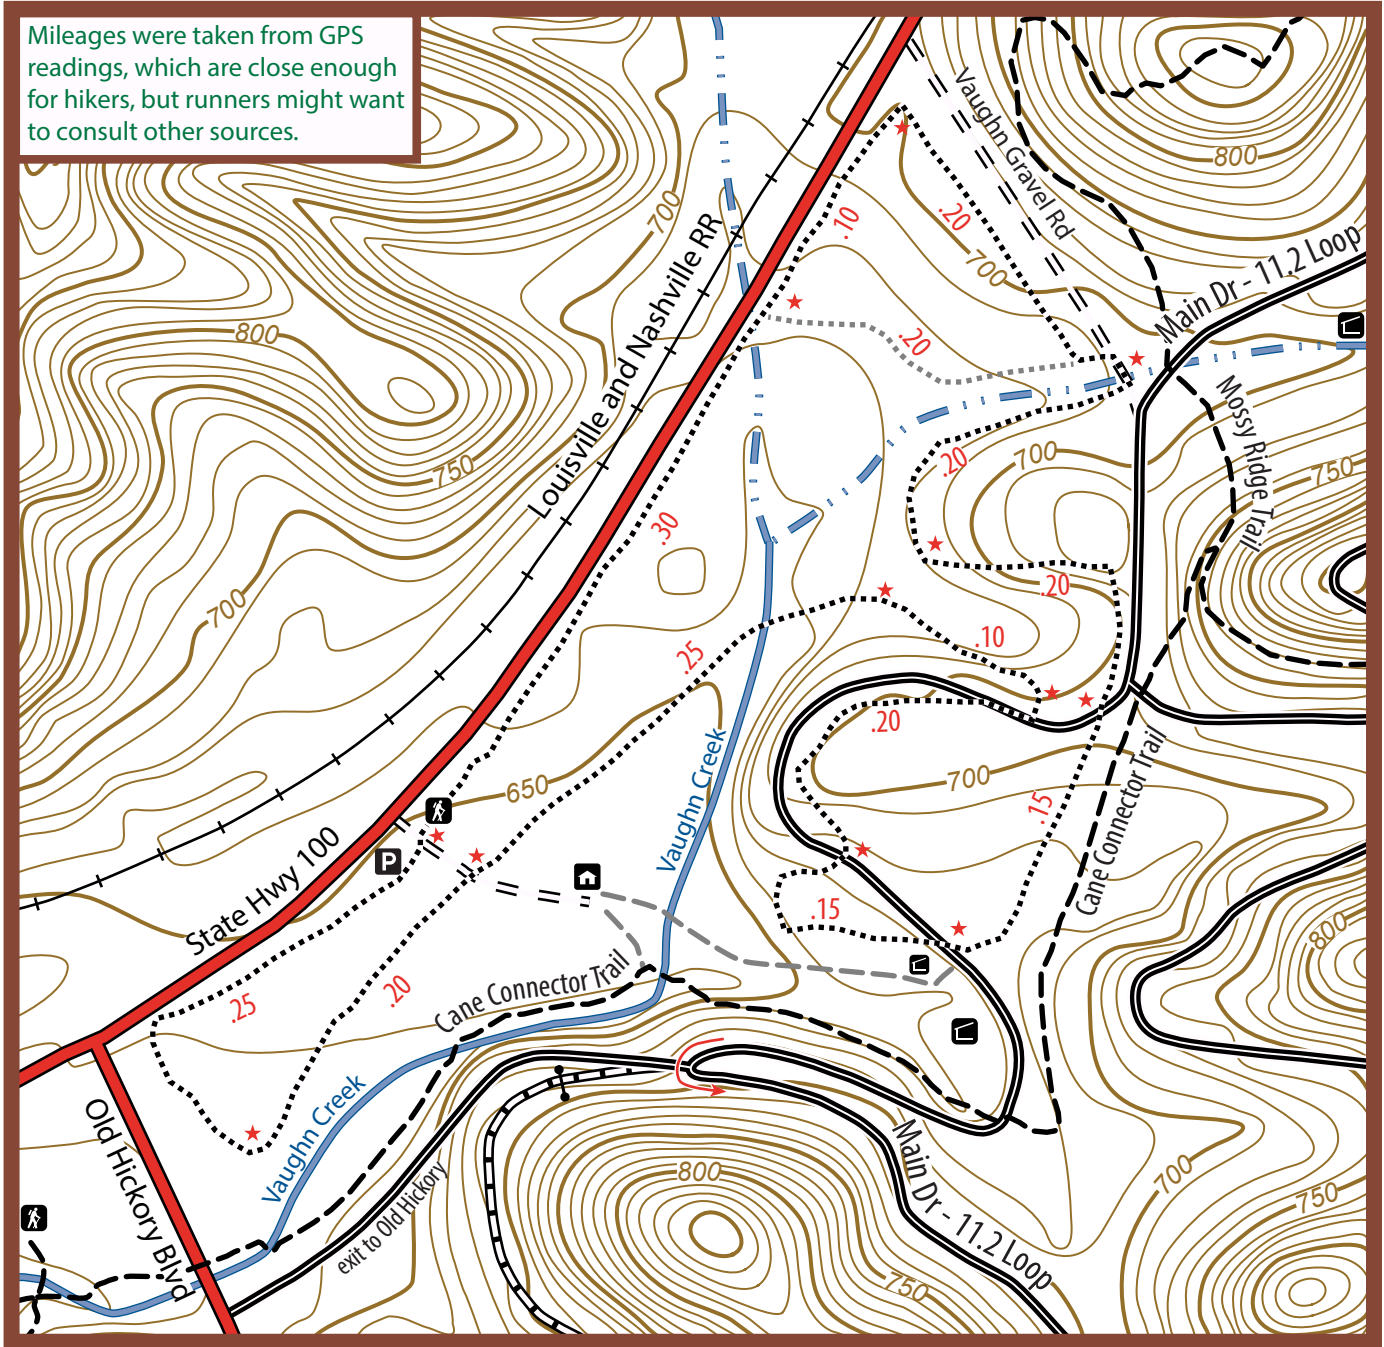 Mileages were taken from GPS
readings, which are close enough
for hikers, but runners might want
to consult other sources.
Vaughn Gravel Rd
800
700
.10
.20
700
Main Dr - 11.2 Loop
Louisville and Nashville RR
800
.20
Mossy Ridge Trail
750
.20
700
750
.30
700
.20
.25
.10
.20
650
Vaughn Creek
700
.15
Cane Connector Trail
State Hwy 100
P
.15
800
.25
.20
Cane Connector Trail
Old Hickory Blvd
Vaughn Creek
exit to Old Hickory
800
Main Dr - 11.2 Loop
700
750
750